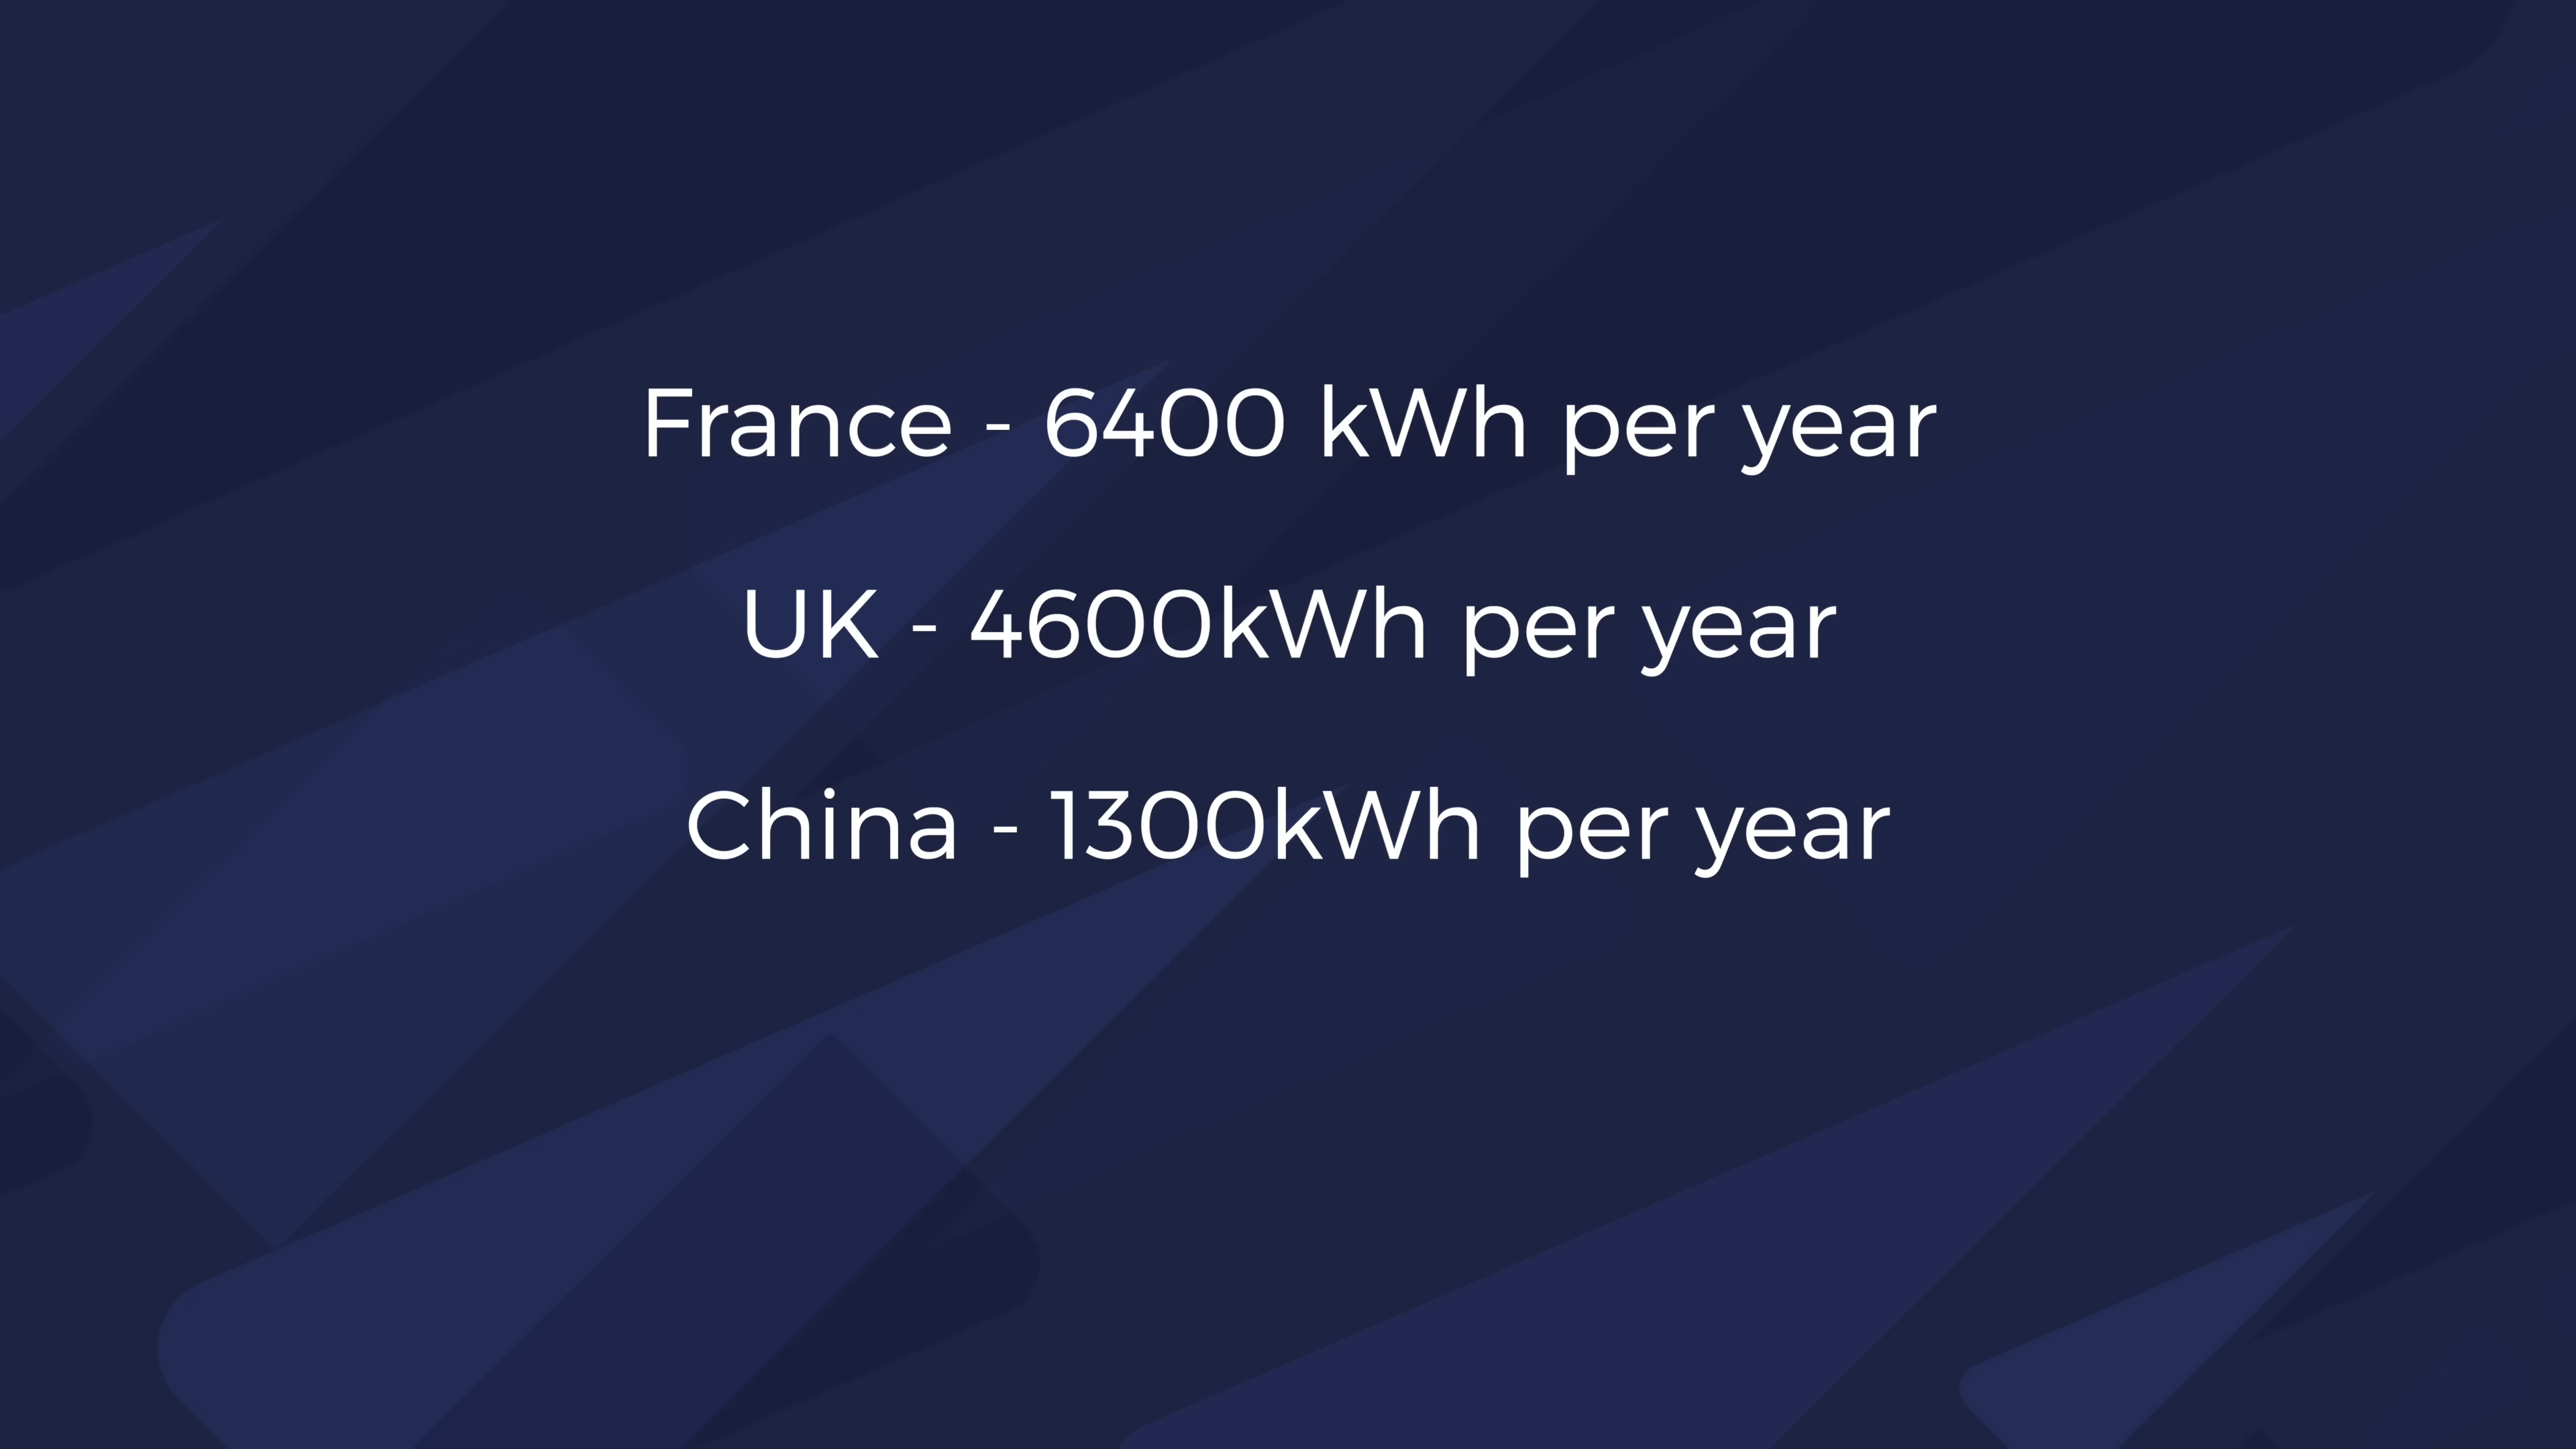 France - 6400 kWh per year
UK - 4600kWh per year
China - 1300kWh per year